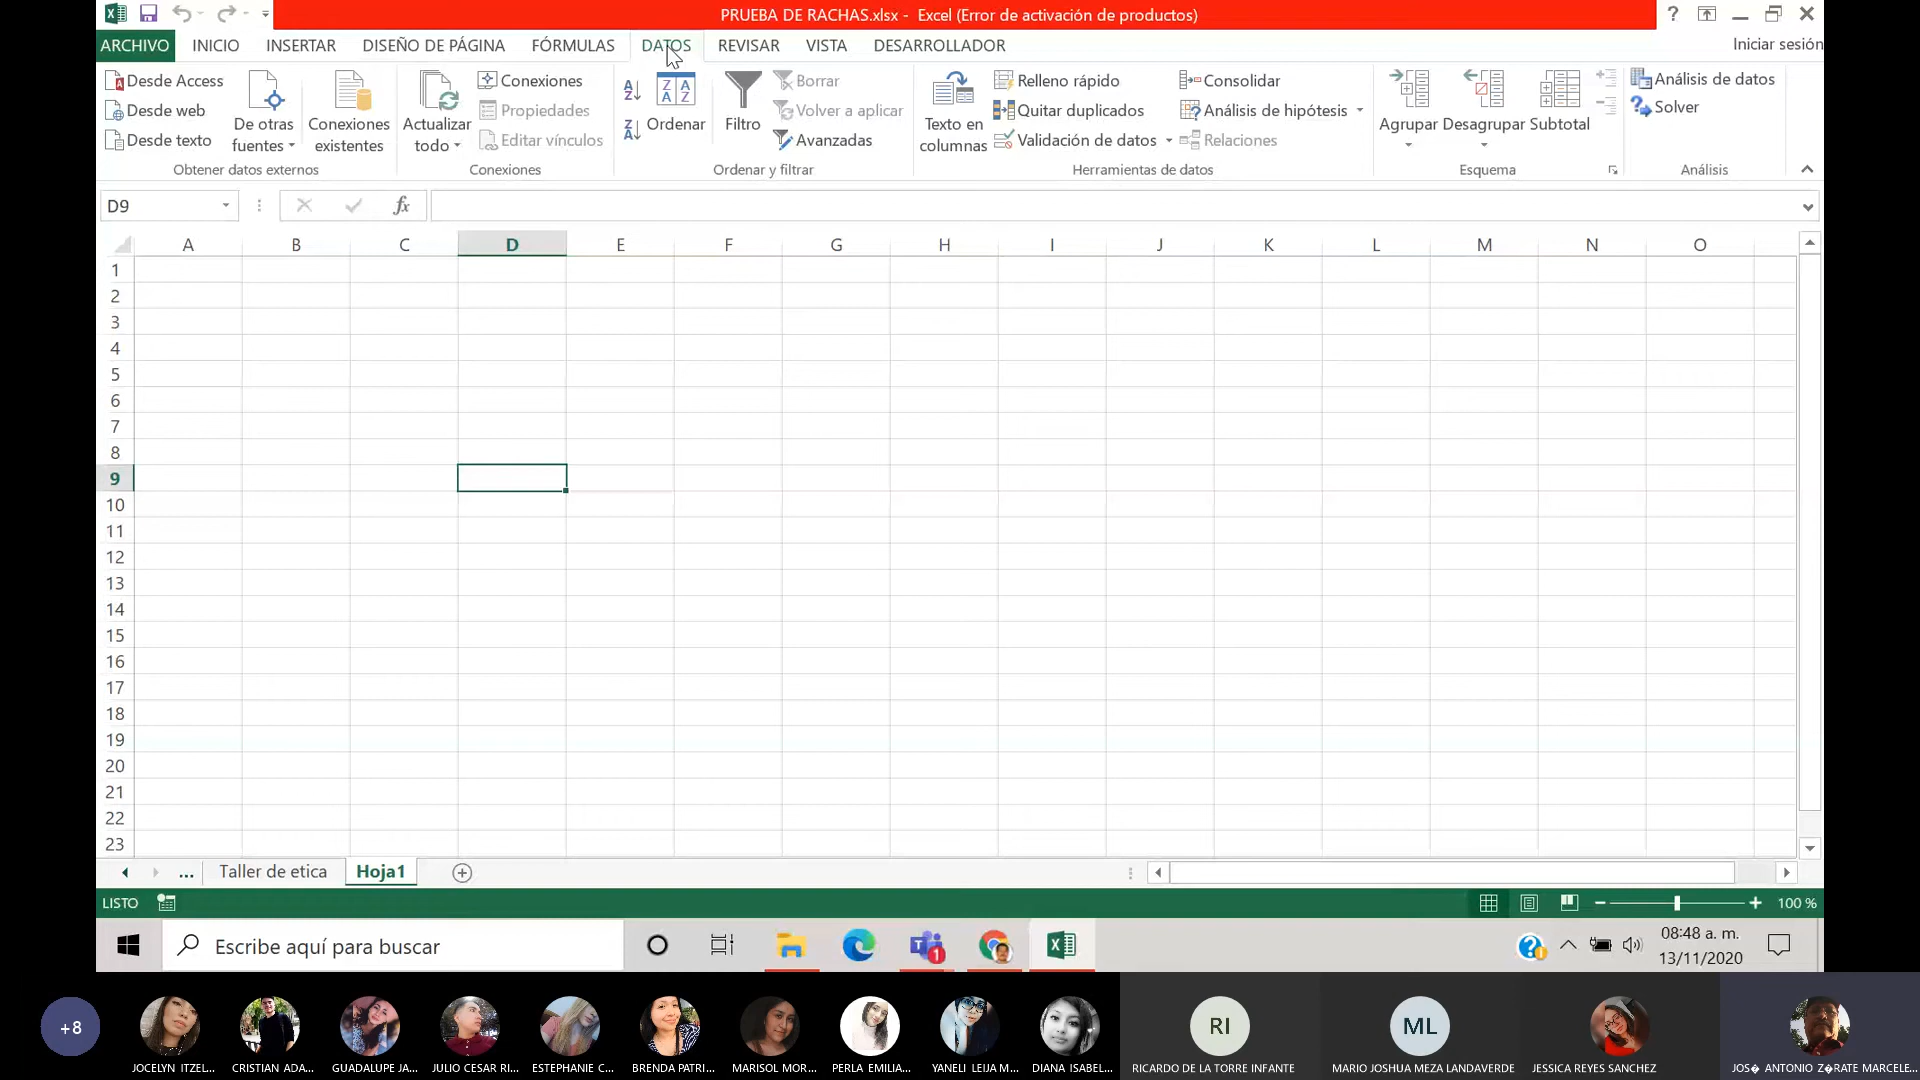 PRUEBA DE RACHAS.xlsx - Excel (Error de activación de productos)
?
ARCHIVO INICIO INSERTAR DISEÑO DE PÁGINA FÓRMULAS DATOS REVISAR VISTA DESARROLLADOR Iniciar sesión
Desde Access
Desde web
Desde texto
De otras fuentes
Conexiones existentes
Obtener datos externos
Actualizar todo
Conexiones
Propiedades
Editar vínculos
Conexiones
Ordenar
Filtro
Borrar
Volver a aplicar
Avanzadas
Ordenar y filtrar
Texto en columnas
Relleno rápido
Quitar duplicados
Validación de datos
Consolidar
Análisis de hipótesis
Relaciones
Herramientas de datos
Agrupar Desagrupar Subtotal
Esquema
Análisis de datos
Solver
Análisis
D9 fx
A B C D E F G H I J K L M N O
1
2
3
4
5
6
7
8
9
10
11
12
13
14
15
16
17
18
19
20
21
22
23
... Taller de etica Hoja1
LISTO 100 %
Escribe aquí para buscar
1
08:48 a. m.
13/11/2020
+8
RI
ML
JOCELYN ITZEL... CRISTIAN ADA... GUADALUPE JA... JULIO CESAR RI... ESTEPHANIE C... BRENDA PATRI... MARISOL MOR... PERLA EMILIA... YANELI LEIJA M... DIANA ISABEL... RICARDO DE LA TORRE INFANTE MARIO JOSHUA MEZA LANDAVERDE JESSICA REYES SANCHEZ JOS� ANTONIO Z�RATE MARCELE...